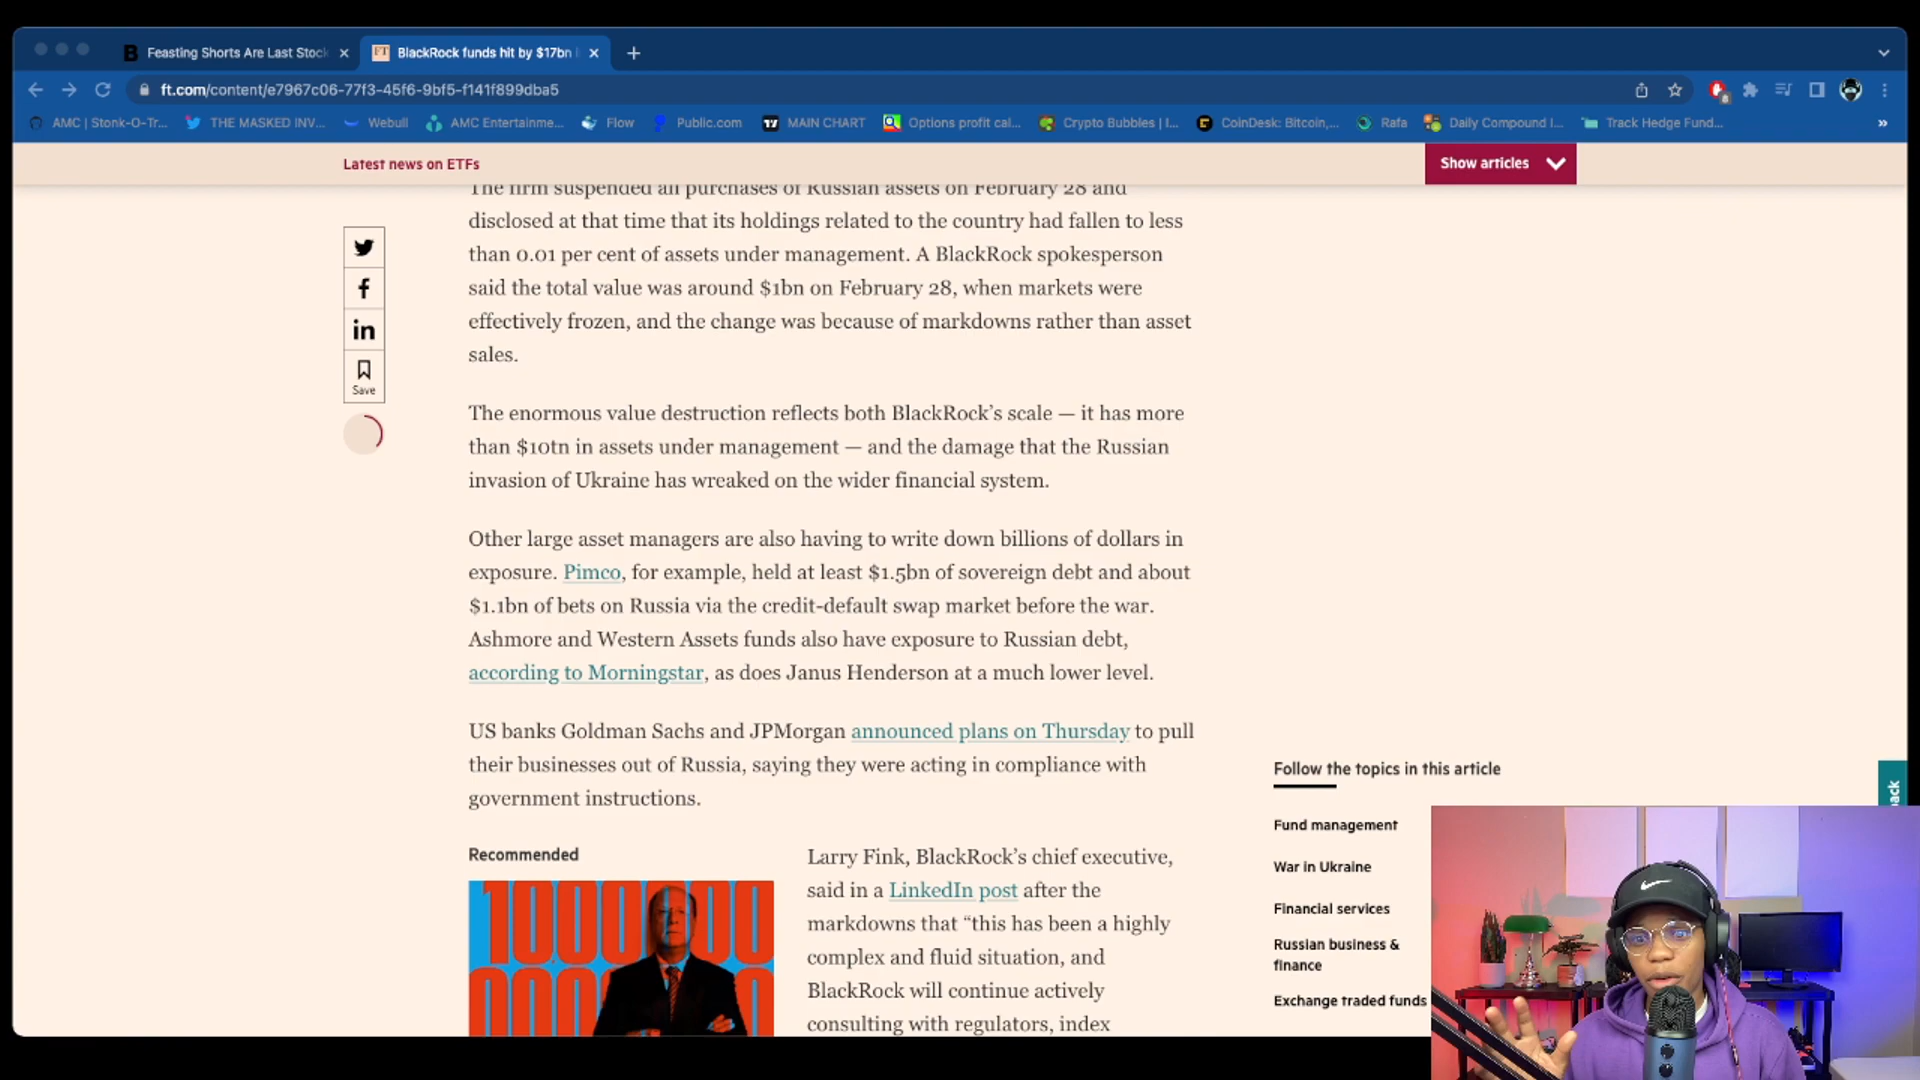 Feasting Shorts Are Last Stock
BlackRock funds hit by $17bn
ft.com/content/e7967c06-77f3-45f6-9bf5-f141f899dba5
AMC | Stonk-O-Tr... THE MASKED INV... Webull AMC Entertainme... Flow Public.com MAIN CHART Options profit cal... Crypto Bubbles | I... CoinDesk: Bitcoin,... Rafa Daily Compound I... Track Hedge Fund... »
Latest news on ETFs
Show articles
The firm suspended all purchases of Russian assets on February 28 and
disclosed at that time that its holdings related to the country had fallen to less
than 0.01 per cent of assets under management. A BlackRock spokesperson
said the total value was around $1bn on February 28, when markets were
effectively frozen, and the change was because of markdowns rather than asset
sales.
Save
The enormous value destruction reflects both BlackRock’s scale — it has more
than $10tn in assets under management — and the damage that the Russian
invasion of Ukraine has wreaked on the wider financial system.
Other large asset managers are also having to write down billions of dollars in
exposure. Pimco, for example, held at least $1.5bn of sovereign debt and about
$1.1bn of bets on Russia via the credit-default swap market before the war.
Ashmore and Western Assets funds also have exposure to Russian debt,
according to Morningstar, as does Janus Henderson at a much lower level.
US banks Goldman Sachs and JPMorgan announced plans on Thursday to pull
their businesses out of Russia, saying they were acting in compliance with
government instructions.
Recommended
Larry Fink, BlackRock’s chief executive,
said in a LinkedIn post after the
markdowns that “this has been a highly
complex and fluid situation, and
BlackRock will continue actively
consulting with regulators, index
Follow the topics in this article
Fund management
War in Ukraine
Financial services
Russian business &
finance
Exchange traded funds